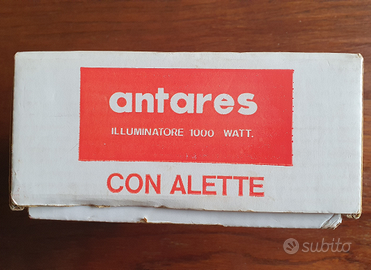 antares
ILLUMINATORE 1000 WATT.
CON ALETTE
subito